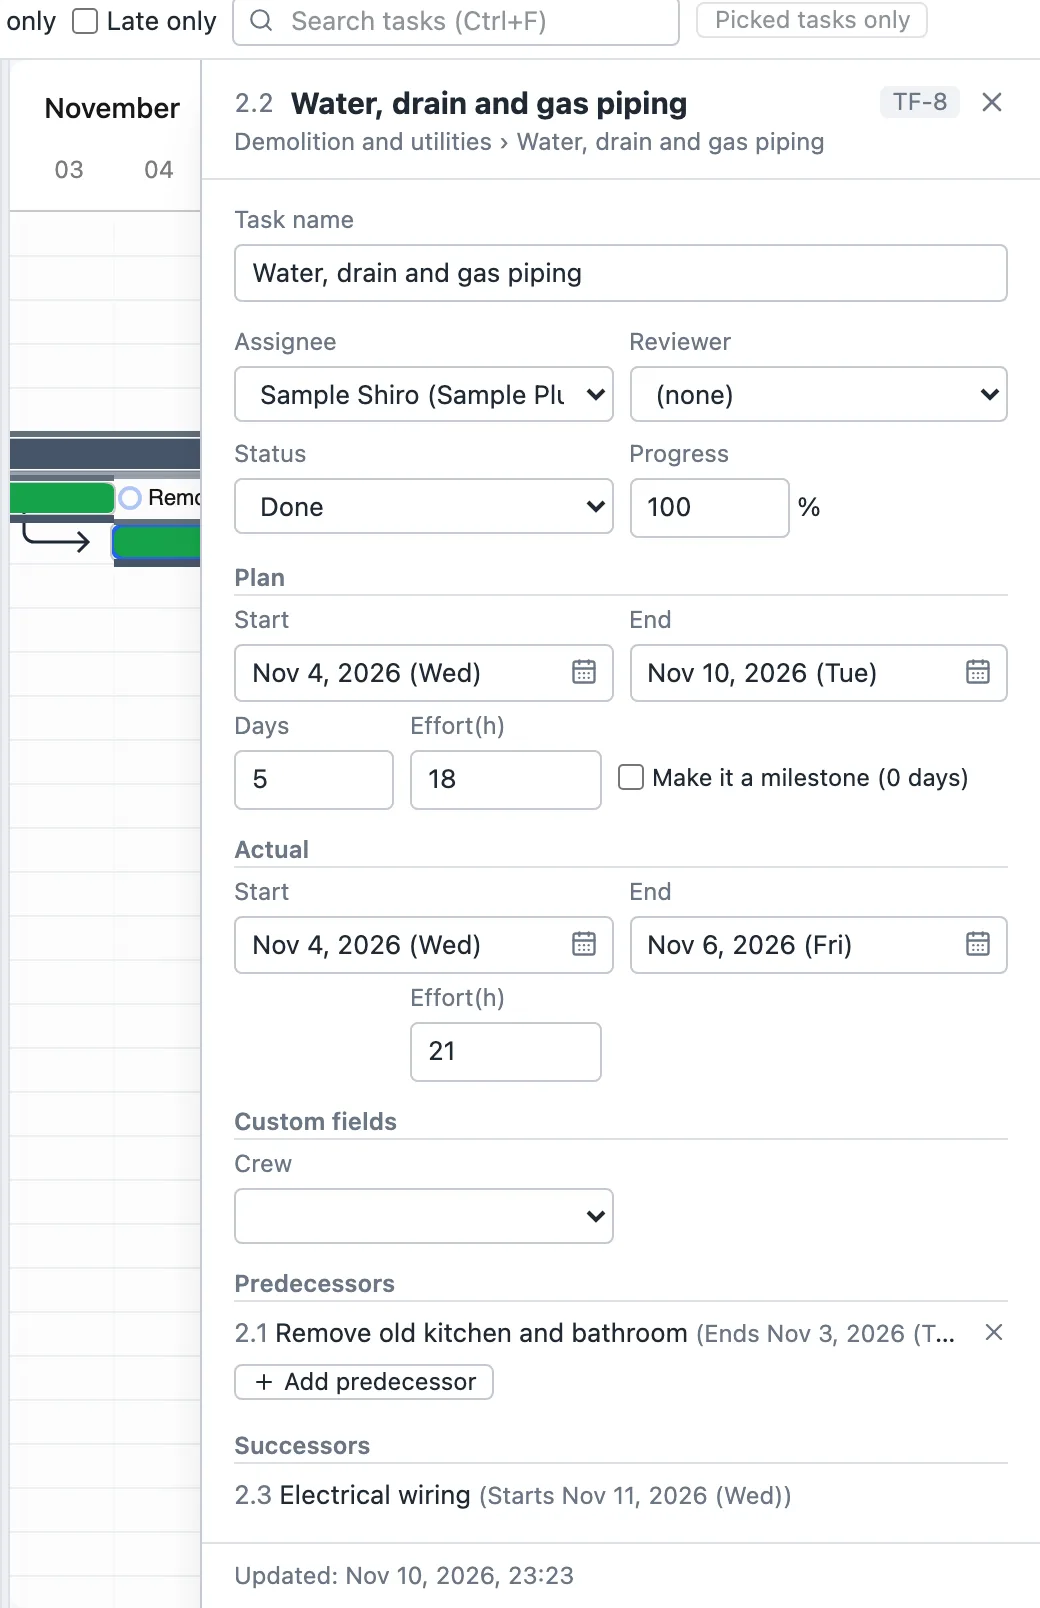 only Late only Search tasks (Ctrl+F) Picked tasks only
November
03 04
Remo
2.2 Water, drain and gas piping TF-8
Demolition and utilities › Water, drain and gas piping
Task name
Water, drain and gas piping
Assignee Reviewer
Sample Shiro (Sample Plu (none)
Status Progress
Done 100 %
Plan
Start End
Nov 4, 2026 (Wed) Nov 10, 2026 (Tue)
Days Effort(h)
5 18 Make it a milestone (0 days)
Actual
Start End
Nov 4, 2026 (Wed) Nov 6, 2026 (Fri)
Effort(h)
21
Custom fields
Crew
Predecessors
2.1 Remove old kitchen and bathroom (Ends Nov 3, 2026 (T...
+ Add predecessor
Successors
2.3 Electrical wiring (Starts Nov 11, 2026 (Wed))
Updated: Nov 10, 2026, 23:23